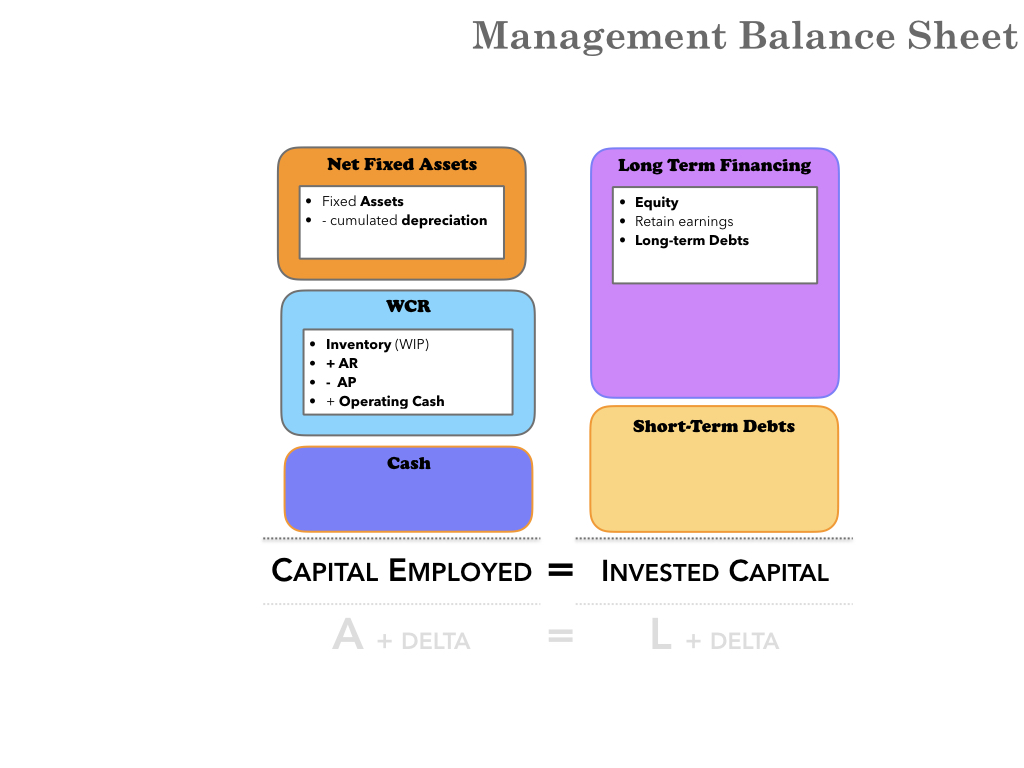 Management Balance Sheet
Net Fixed Assets
• Fixed Assets
• - cumulated depreciation
WCR
• Inventory (WIP)
• + AR
• - AP
• + Operating Cash
Cash
Long Term Financing
• Equity
• Retain earnings
• Long-term Debts
Short-Term Debts
Capital Employed = Invested Capital
A + delta = L + delta